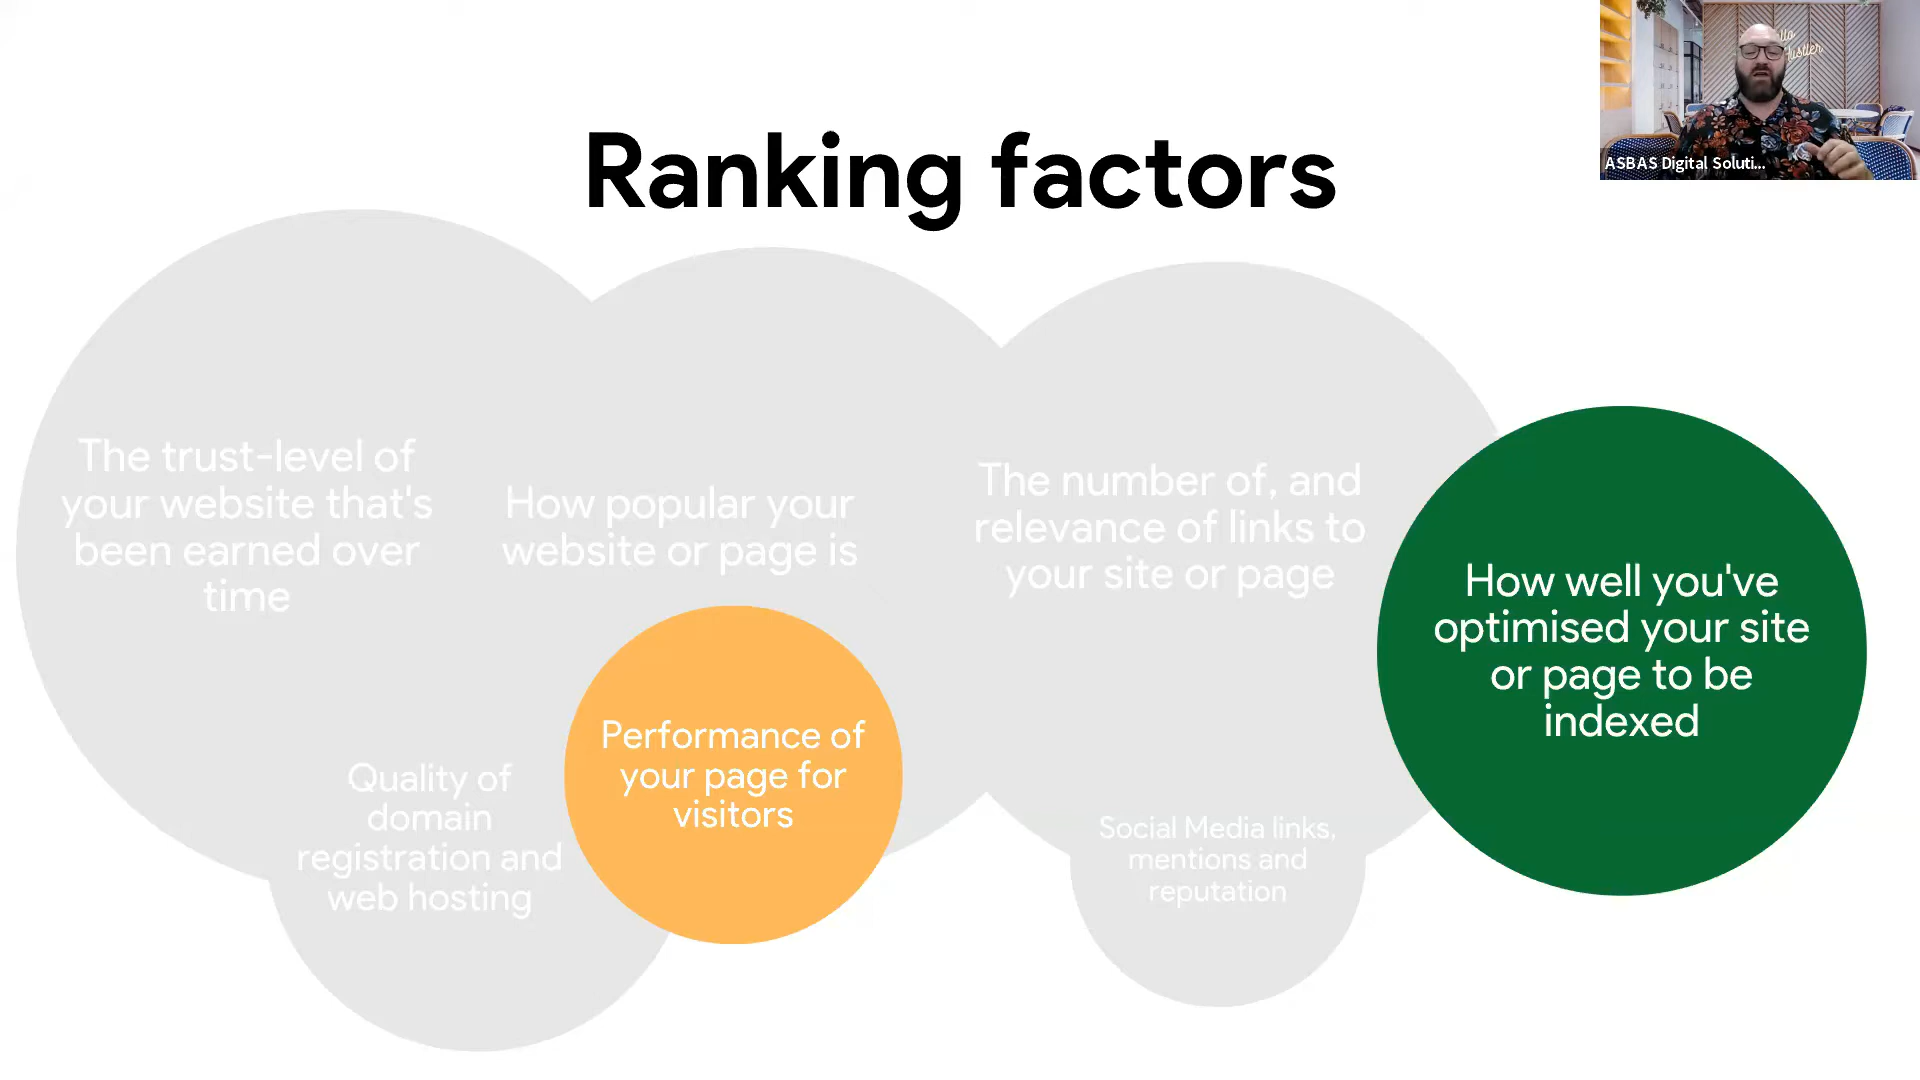 Ranking factors
The trust-level of
your website that's
been earned over
time
How popular your
website or page is
The number of, and
relevance of links to
your site or page
How well you've
optimised your site
or page to be
indexed
Quality of
domain
registration and
web hosting
Performance of
your page for
visitors
Social Media links,
mentions and
reputation
ASBAS Digital Soluti...